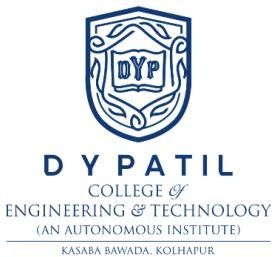 DYP
D Y PATIL
COLLEGE of
ENGINEERING & TECHNOLOGY
(AN AUTONOMOUS INSTITUTE)
KASABA BAWADA, KOLHAPUR